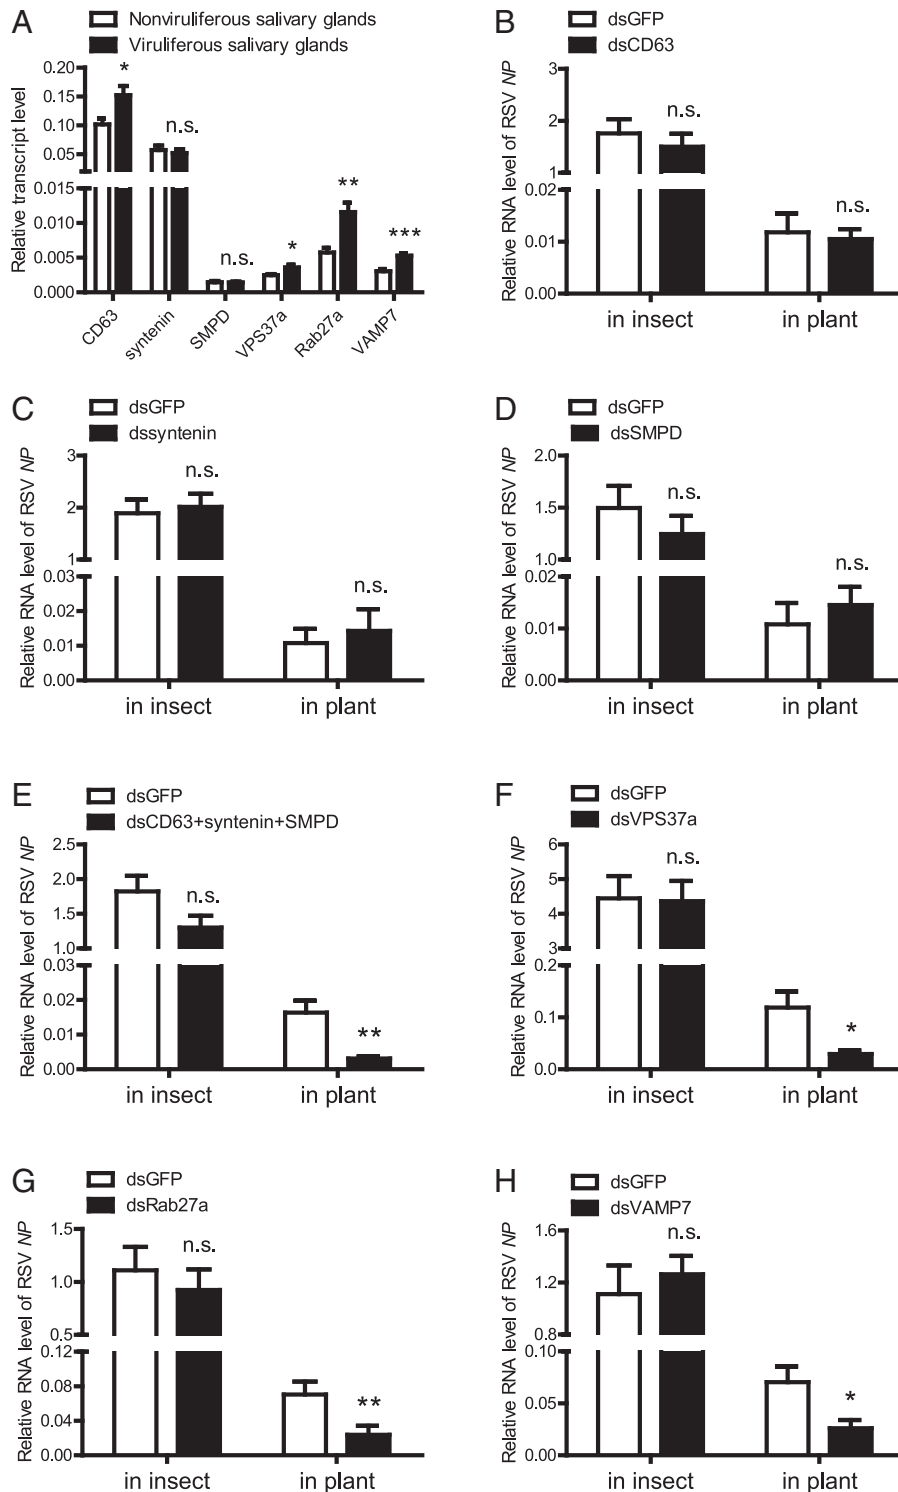 A
Nonviruliferous salivary glands
Viruliferous salivary glands
Relative transcript level
0.20
0.15
0.10
0.05
0.015
0.010
0.005
0.000
*
n.s.
n.s.
*
**
***
CD63
syntenin
SMPD
VPS37a
Rab27a
VAMP7
B
dsGFP
dsCD63
Relative RNA level of RSV NP
3
2
1
0.02
0.01
0.00
n.s.
n.s.
in insect
in plant
C
dsGFP
dssyntenin
Relative RNA level of RSV NP
3
2
1
0.03
0.02
0.01
0.00
n.s.
n.s.
in insect
in plant
D
dsGFP
dsSMPD
Relative RNA level of RSV NP
2.0
1.5
1.0
0.02
0.01
0.00
n.s.
n.s.
in insect
in plant
E
dsGFP
dsCD63+syntenin+SMPD
Relative RNA level of RSV NP
2.5
2.0
1.5
1.0
0.03
0.02
0.01
0.00
n.s.
**
in insect
in plant
F
dsGFP
dsVPS37a
Relative RNA level of RSV NP
6
5
4
3
0.2
0.1
0.0
n.s.
*
in insect
in plant
G
dsGFP
dsRab27a
Relative RNA level of RSV NP
1.5
1.0
0.5
0.12
0.08
0.04
0.00
n.s.
**
in insect
in plant
H
dsGFP
dsVAMP7
Relative RNA level of RSV NP
1.6
1.2
0.8
0.10
0.05
0.00
n.s.
*
in insect
in plant